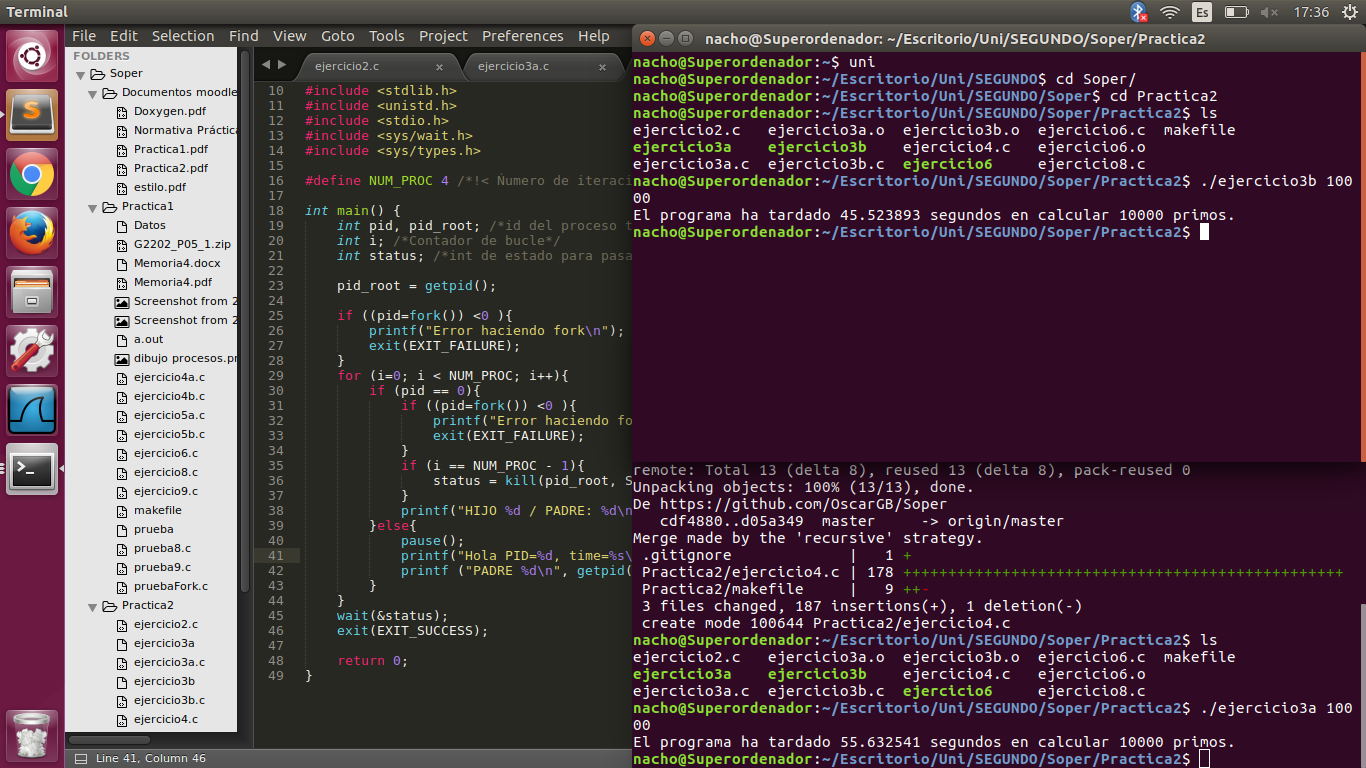 Terminal
Es
17:36
File Edit Selection Find View Goto Tools Project Preferences Help
FOLDERS
Soper
Documentos moodle
Doxygen.pdf
Normativa Práctica
Practica1.pdf
Practica2.pdf
estilo.pdf
Practica1
Datos
G2202_P05_1.zip
Memoria4.docx
Memoria4.pdf
Screenshot from 2
Screenshot from 2
a.out
dibujo procesos.pn
ejercicio4a.c
ejercicio4b.c
ejercicio5a.c
ejercicio5b.c
ejercicio6.c
ejercicio8.c
ejercicio9.c
makefile
prueba
prueba8.c
prueba9.c
pruebaFork.c
Practica2
ejercicio2.c
ejercicio3a
ejercicio3a.c
ejercicio3b
ejercicio3b.c
ejercicio4.c
ejercicio2.c × ejercicio3a.c ×
10 #include <stdlib.h>
11 #include <unistd.h>
12 #include <stdio.h>
13 #include <sys/wait.h>
14 #include <sys/types.h>
15
16 #define NUM_PROC 4 /*!< Ńumero de iteraci
17
18 int main() {
19 int pid, pid_root; /*id del proceso t
20 int i; /*Contador de bucle*/
21 int status; /*int de estado para pasa
22
23 pid_root = getpid();
24
25 if ((pid=fork()) <0 ){
26 printf("Error haciendo fork\n");
27 exit(EXIT_FAILURE);
28 }
29 for (i=0; i < NUM_PROC; i++){
30 if (pid == 0){
31 if ((pid=fork()) <0 ){
32 printf("Error haciendo fo
33 exit(EXIT_FAILURE);
34 }
35 if (i == NUM_PROC - 1){
36 status = kill(pid_root, S
37 }
38 printf("HIJO %d / PADRE: %d\n
39 }else{
40 pause();
41 printf("Hola PID=%d, time=%s\
42 printf ("PADRE %d\n", getpid(
43 }
44 }
45 wait(&status);
46 exit(EXIT_SUCCESS);
47
48 return 0;
49 }
Line 41, Column 46
nacho@Superordenador: ~/Escritorio/Uni/SEGUNDO/Soper/Practica2
nacho@Superordenador:~$ uni
nacho@Superordenador:~/Escritorio/Uni/SEGUNDO$ cd Soper/
nacho@Superordenador:~/Escritorio/Uni/SEGUNDO/Soper$ cd Practica2
nacho@Superordenador:~/Escritorio/Uni/SEGUNDO/Soper/Practica2$ ls
ejercicio2.c ejercicio3a.o ejercicio3b.o ejercicio6.c makefile
ejercicio3a ejercicio3b ejercicio4.c ejercicio6.o
ejercicio3a.c ejercicio3b.c ejercicio6 ejercicio8.c
nacho@Superordenador:~/Escritorio/Uni/SEGUNDO/Soper/Practica2$ ./ejercicio3b 100
00
El programa ha tardado 45.523893 segundos en calcular 10000 primos.
nacho@Superordenador:~/Escritorio/Uni/SEGUNDO/Soper/Practica2$
remote: Total 13 (delta 8), reused 13 (delta 8), pack-reused 0
Unpacking objects: 100% (13/13), done.
De https://github.com/OscarGB/Soper
cdf4880..d05a349 master -> origin/master
Merge made by the 'recursive' strategy.
.gitignore | 1 +
Practica2/ejercicio4.c | 178 +++++++++++++++++++++++++++++++++++++++++++++++++
Practica2/makefile | 9 ++-
3 files changed, 187 insertions(+), 1 deletion(-)
create mode 100644 Practica2/ejercicio4.c
nacho@Superordenador:~/Escritorio/Uni/SEGUNDO/Soper/Practica2$ ls
ejercicio2.c ejercicio3a.o ejercicio3b.o ejercicio6.c makefile
ejercicio3a ejercicio3b ejercicio4.c ejercicio6.o
ejercicio3a.c ejercicio3b.c ejercicio6 ejercicio8.c
nacho@Superordenador:~/Escritorio/Uni/SEGUNDO/Soper/Practica2$ ./ejercicio3a 100
00
El programa ha tardado 55.632541 segundos en calcular 10000 primos.
nacho@Superordenador:~/Escritorio/Uni/SEGUNDO/Soper/Practica2$